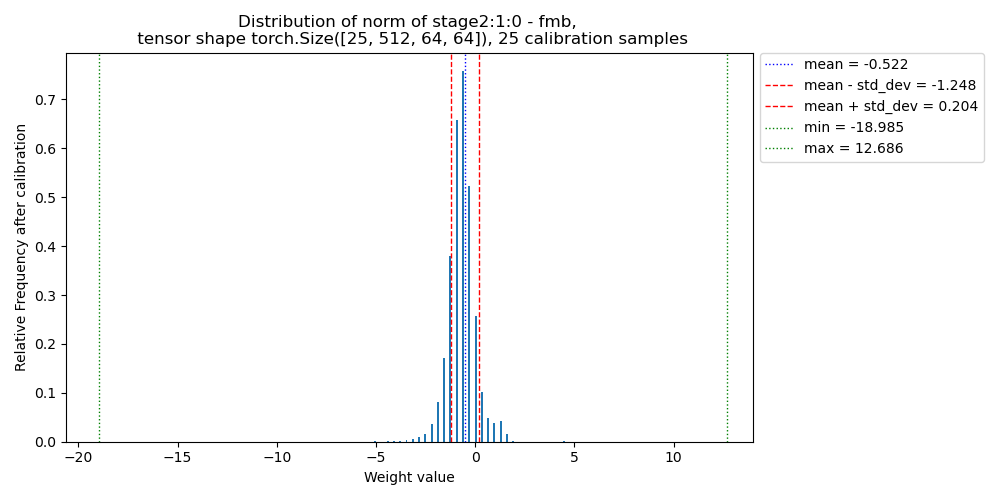 Distribution of norm of stage2:1:0 - fmb,
tensor shape torch.Size([25, 512, 64, 64]), 25 calibration samples
mean = -0.522
mean - std_dev = -1.248
mean + std_dev = 0.204
min = -18.985
max = 12.686
Relative Frequency after calibration
0.7
0.6
0.5
0.4
0.3
0.2
0.1
0.0
−20
−15
−10
−5
0
5
10
Weight value